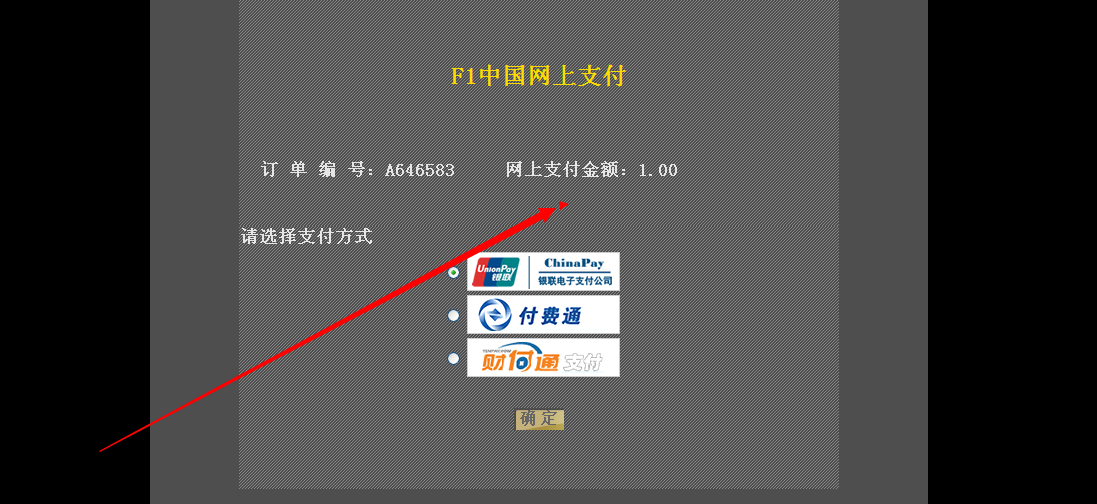 F1中国网上支付
订 单 编 号：A646583 网上支付金额：1.00
请选择支付方式
UnionPay 银联 ChinaPay 银联电子支付公司
付费通
TENPAY.COM 财付通 支付
确 定